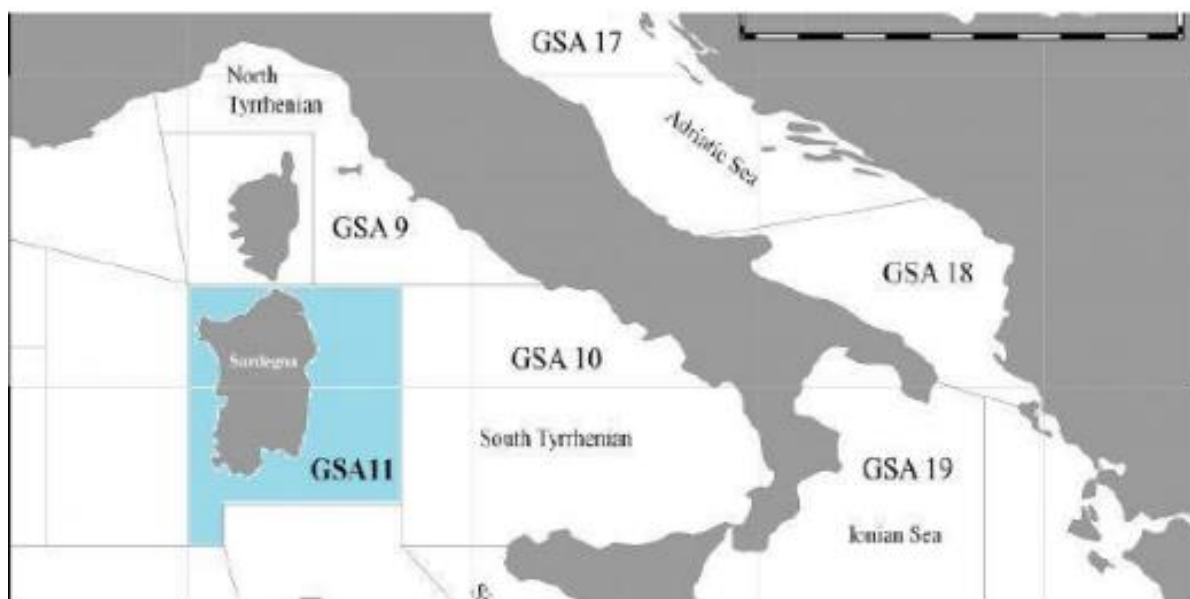 GSA 17
North
Tyrrhenian
Adriatic Sea
GSA 9
GSA 18
Sardegna
GSA 10
South Tyrrhenian
GSA11
GSA 19
Ionian Sea